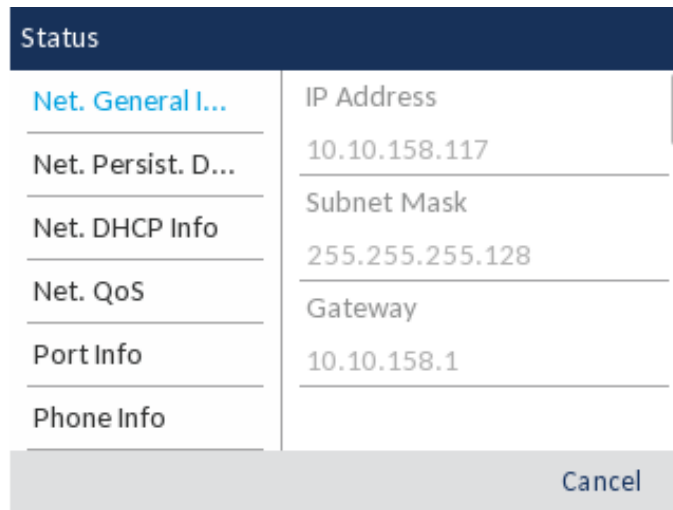 Status
Net. General I...
Net. Persist. D...
Net. DHCP Info
Net. QoS
Port Info
Phone Info
IP Address
10.10.158.117
Subnet Mask
255.255.255.128
Gateway
10.10.158.1
Cancel